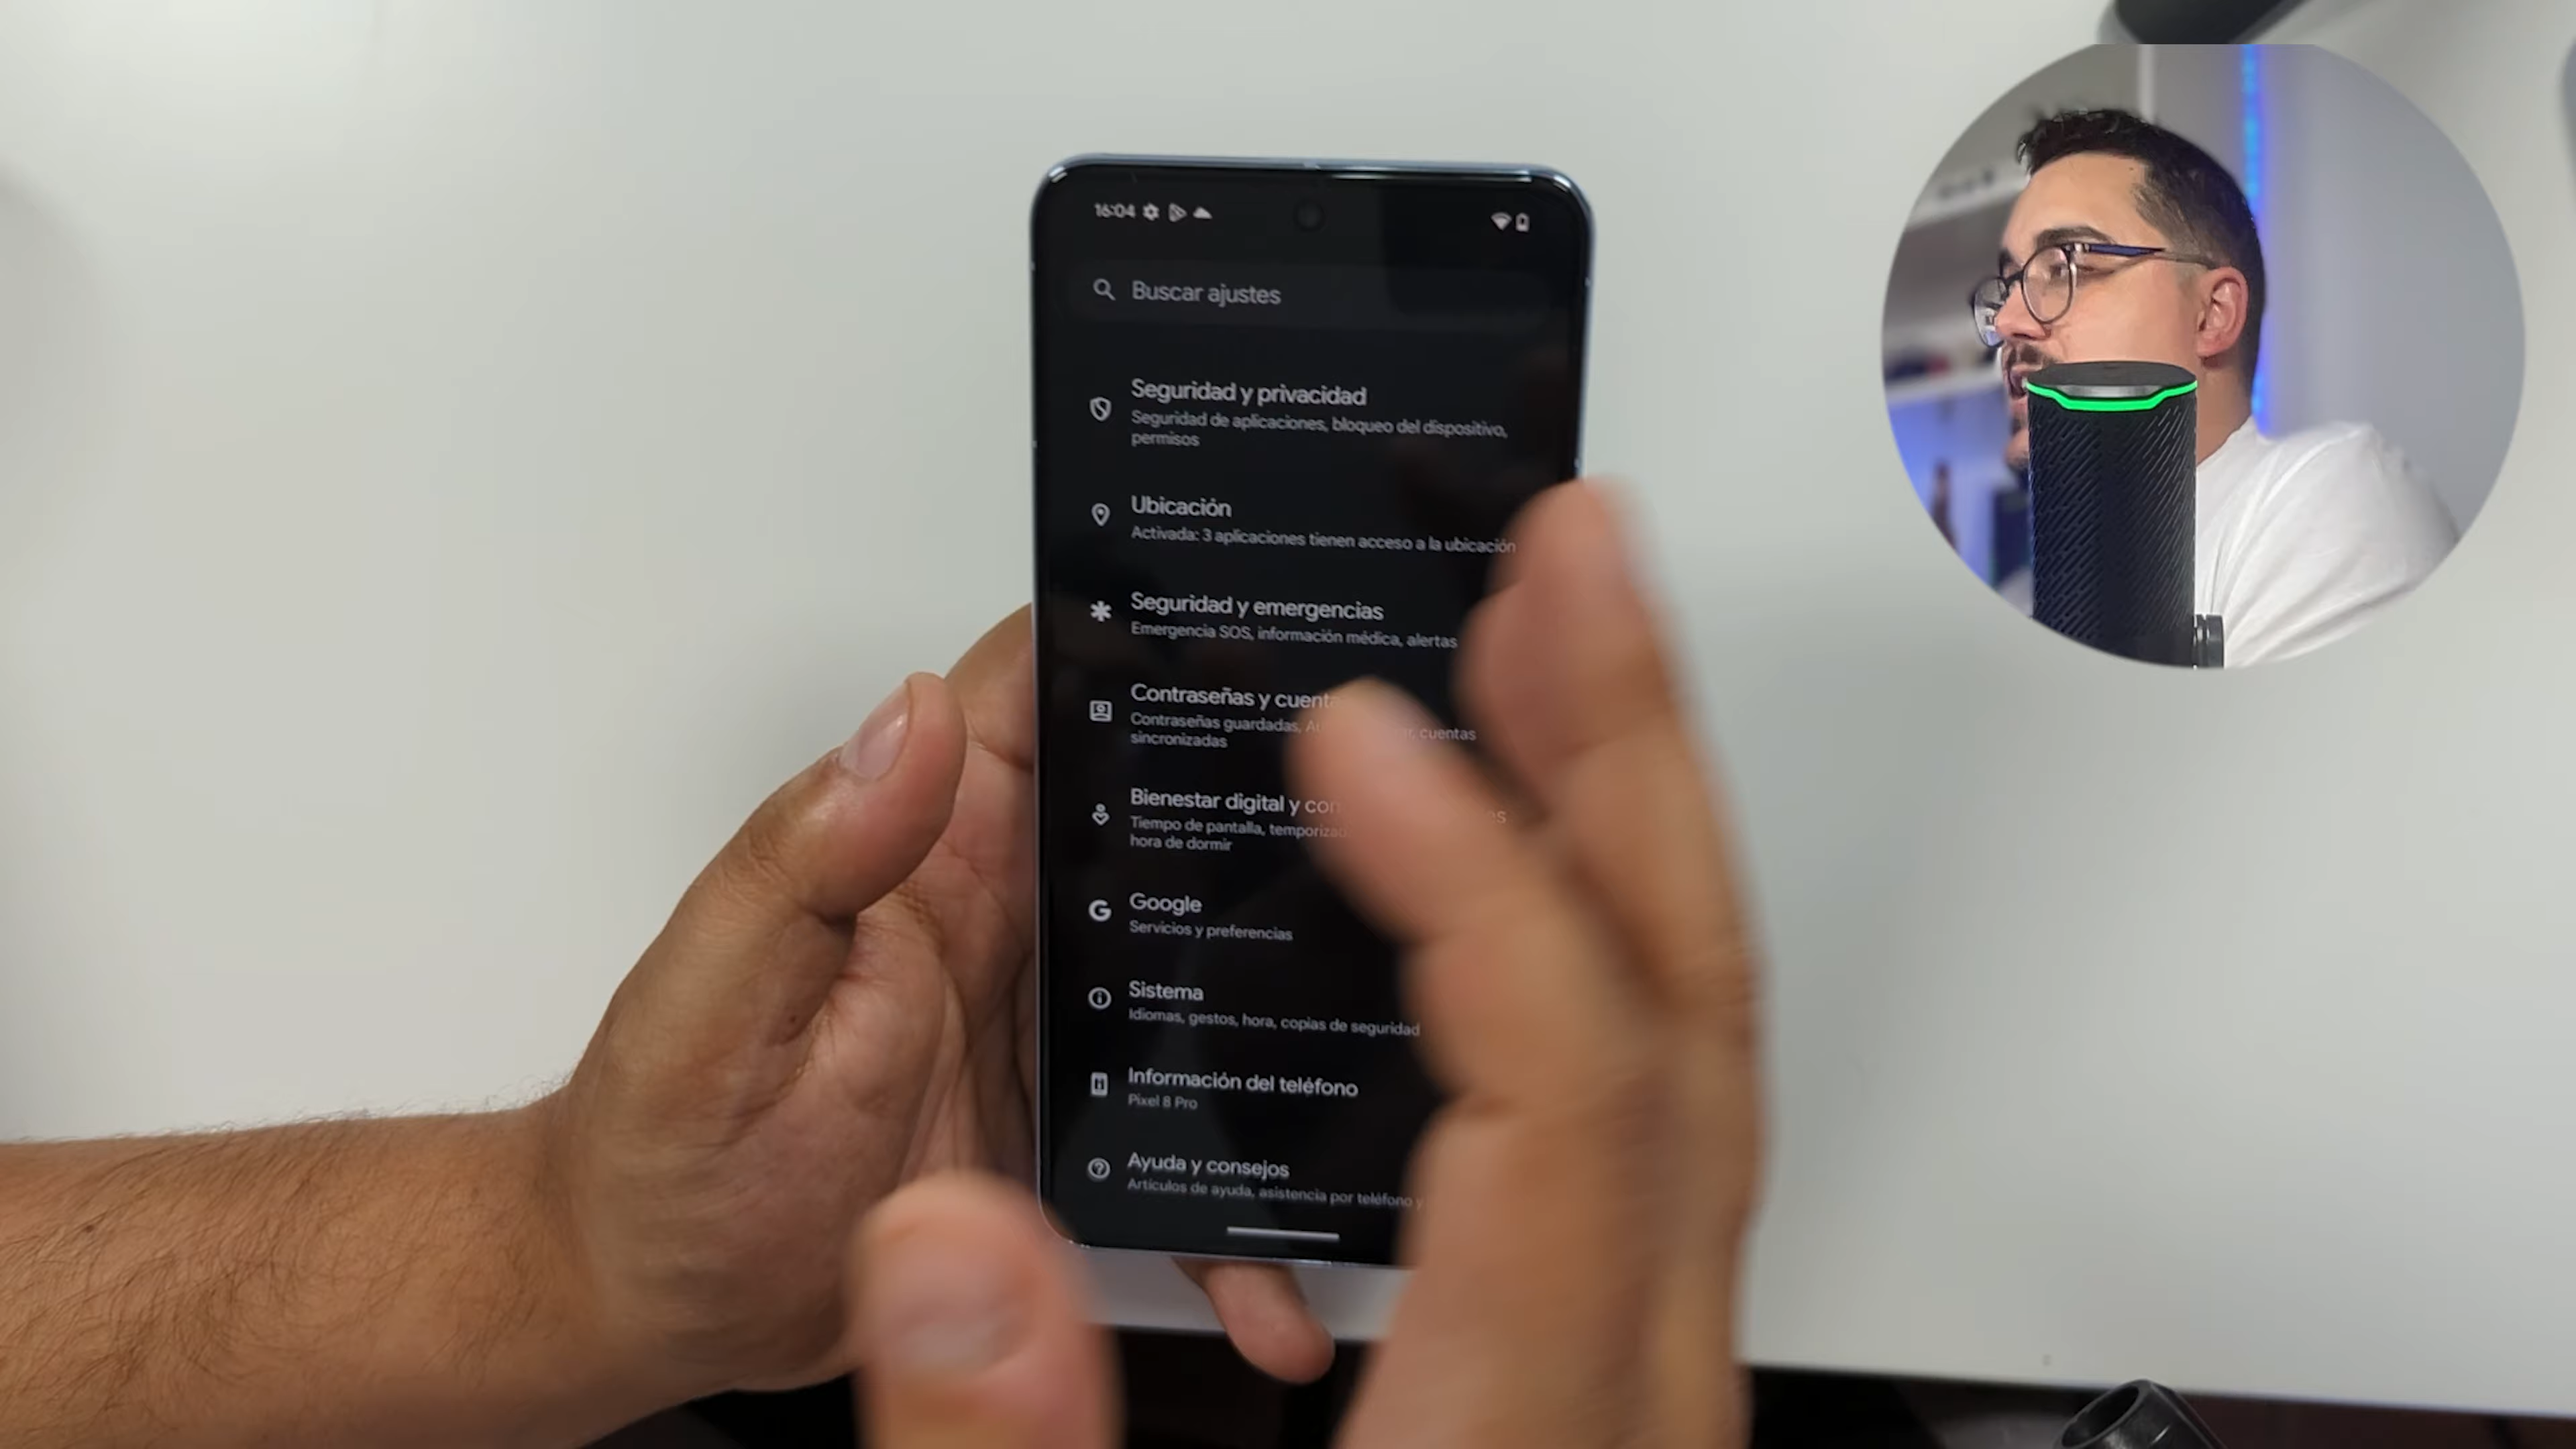 16:04
Buscar ajustes
Seguridad y privacidad
Seguridad de aplicaciones, bloqueo del dispositivo,
permisos
Ubicación
Activada: 3 aplicaciones tienen acceso a la ubicación
Seguridad y emergencias
Emergencia SOS, información médica, alertas
Contraseñas y
Contraseñas guardadas, cuentas
sincronizadas
Bienestar digital y
Tiempo de pantalla,
hora de dormir
Google
Servicios y preferencias
Sistema
Idiomas, gestos, hora, copias de seguridad
Información del teléfono
Pixel 8 Pro
Ayuda y consejos
Artículos de ayuda, asistencia por teléfono y